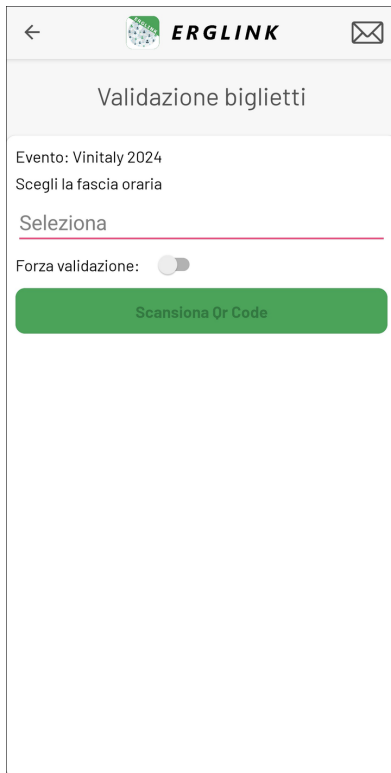 ERGLINK
Validazione biglietti
Evento: Vinitaly 2024
Scegli la fascia oraria
Seleziona
Forza validazione:
Scansiona Qr Code